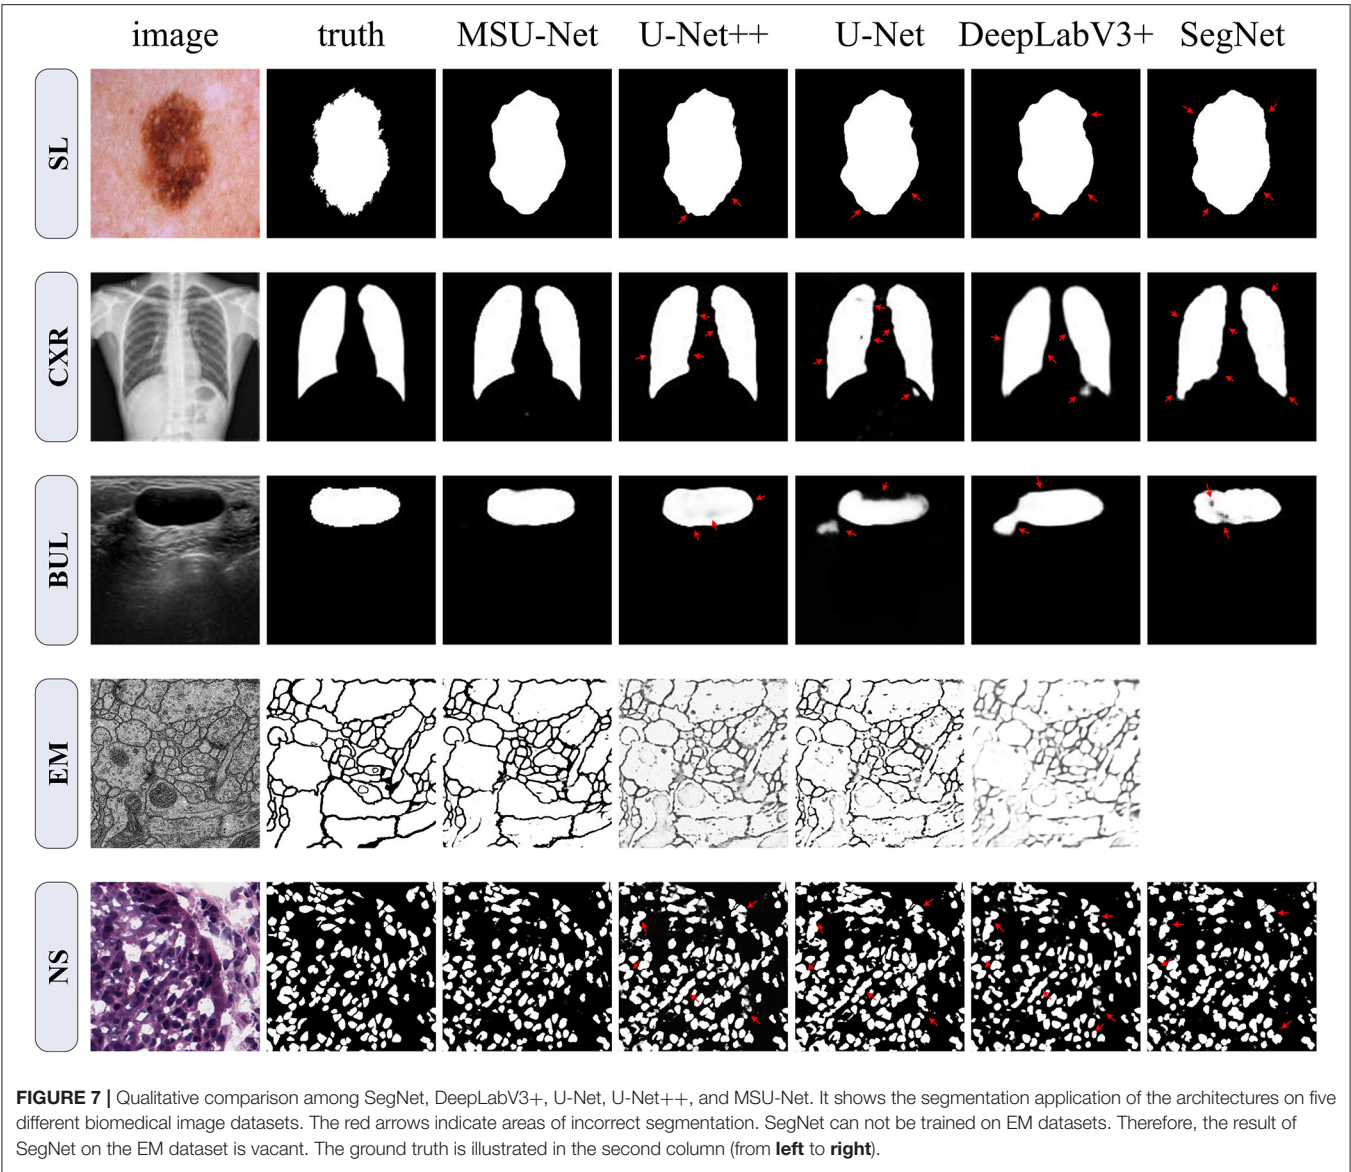 image truth MSU-Net U-Net++ U-Net DeepLabV3+ SegNet
SL
CXR
BUL
EM
NS
FIGURE 7 | Qualitative comparison among SegNet, DeepLabV3+, U-Net, U-Net++, and MSU-Net. It shows the segmentation application of the architectures on five
different biomedical image datasets. The red arrows indicate areas of incorrect segmentation. SegNet can not be trained on EM datasets. Therefore, the result of
SegNet on the EM dataset is vacant. The ground truth is illustrated in the second column (from left to right).